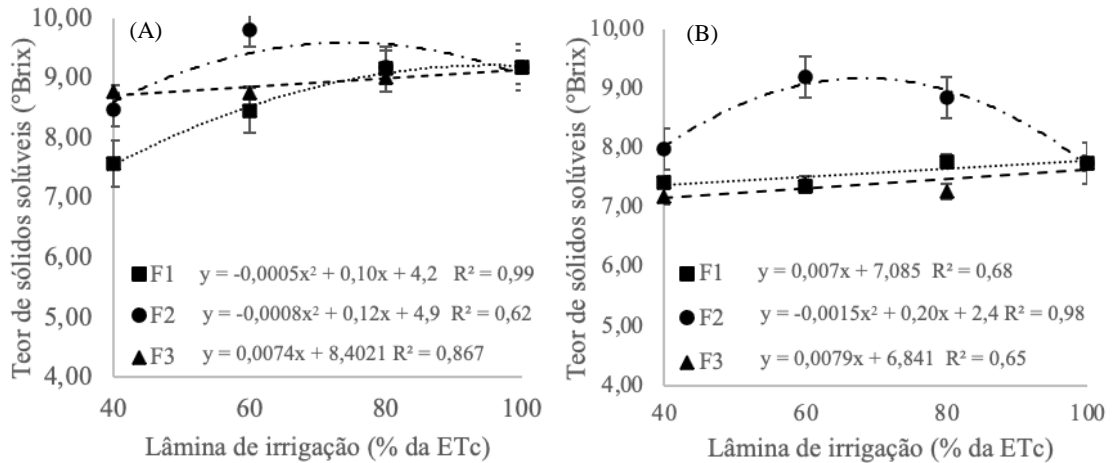 (A)
Teor de sólidos solúveis (°Brix)
10,00
9,00
8,00
7,00
6,00
5,00
4,00
F1 y = -0,0005x² + 0,10x + 4,2 R² = 0,99
F2 y = -0,0008x² + 0,12x + 4,9 R² = 0,62
F3 y = 0,0074x + 8,4021 R² = 0,867
40 60 80 100
Lâmina de irrigação (% da ETc)
(B)
Teor de sólidos solúveis (°Brix)
10,00
9,00
8,00
7,00
6,00
5,00
4,00
F1 y = 0,007x + 7,085 R² = 0,68
F2 y = -0,0015x² + 0,20x + 2,4 R² = 0,98
F3 y = 0,0079x + 6,841 R² = 0,65
40 60 80 100
Lâmina de irrigação (% da ETc)